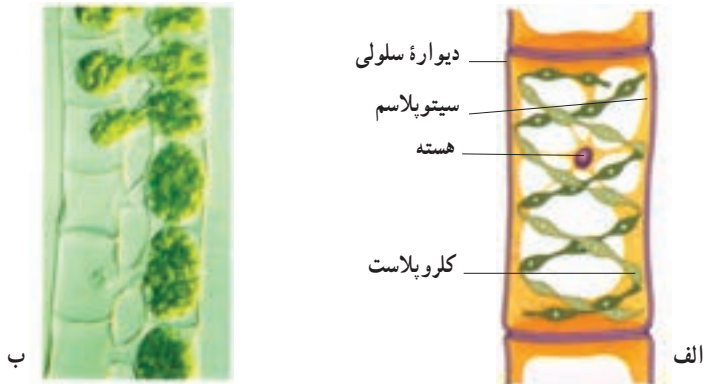 دیوارهٔ سلولی
سیتوپلاسم
هسته
کلروپلاست
الف
ب